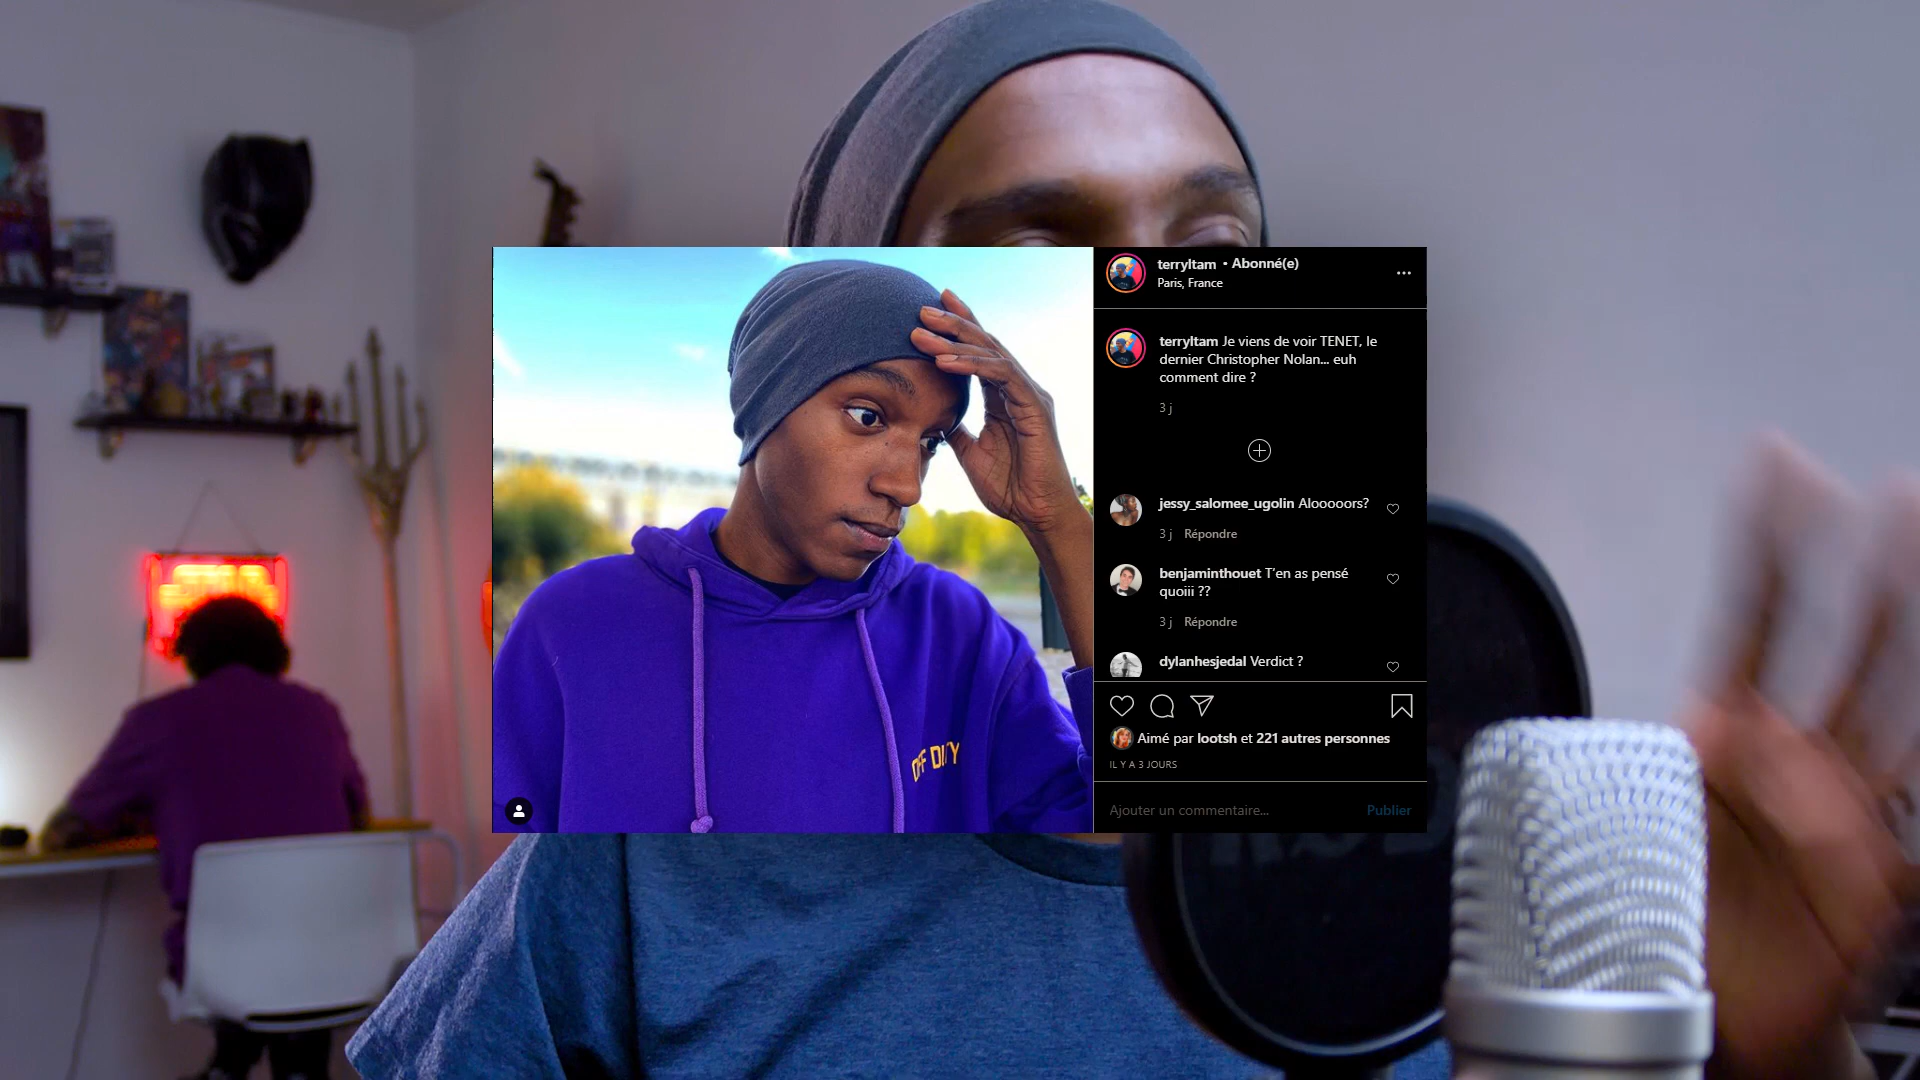 terryltam • Abonné(e)
Paris, France
terryltam Je viens de voir TENET, le
dernier Christopher Nolan... euh
comment dire ?
3 j
jessy_salomee_ugolin Alooooors?
3 j Répondre
benjaminthouet T'en as pensé
quoiii ??
3 j Répondre
dylanhesjedal Verdict ?
Aimé par lootsh et 221 autres personnes
IL Y A 3 JOURS
Ajouter un commentaire... Publier
OFF DUTY